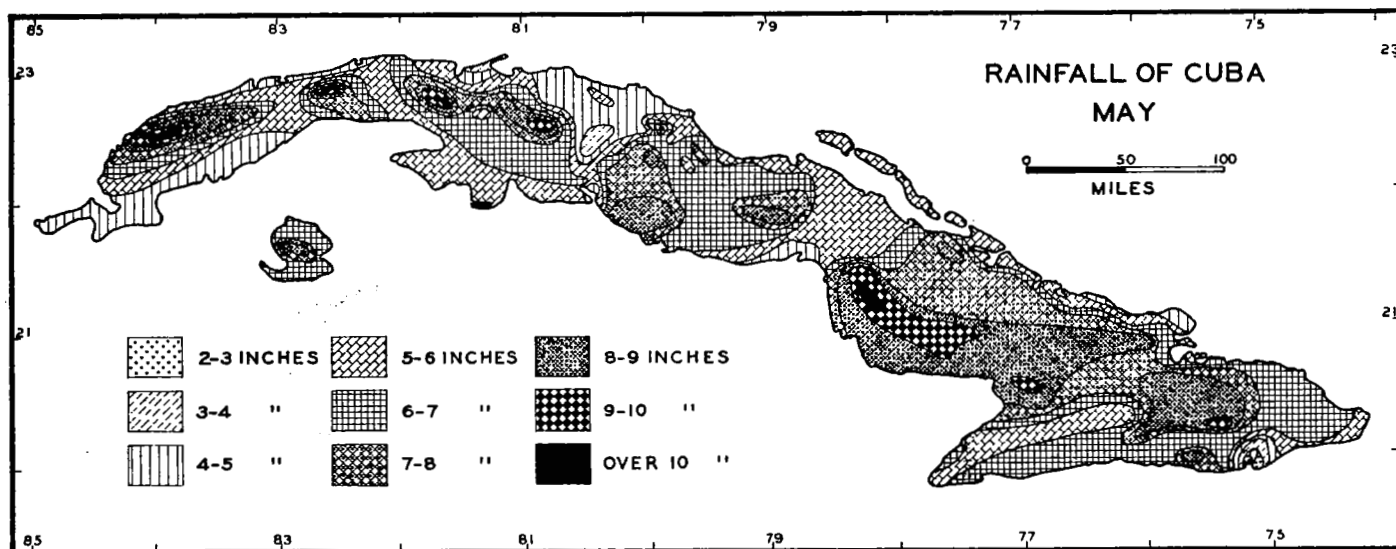 85 83 81 79 77 75
23 23
RAINFALL OF CUBA
MAY
0 50 100
MILES
21 21
2-3 INCHES 5-6 INCHES 8-9 INCHES
3-4 " 6-7 " 9-10 "
4-5 " 7-8 " OVER 10 "
85 83 81 79 77 75